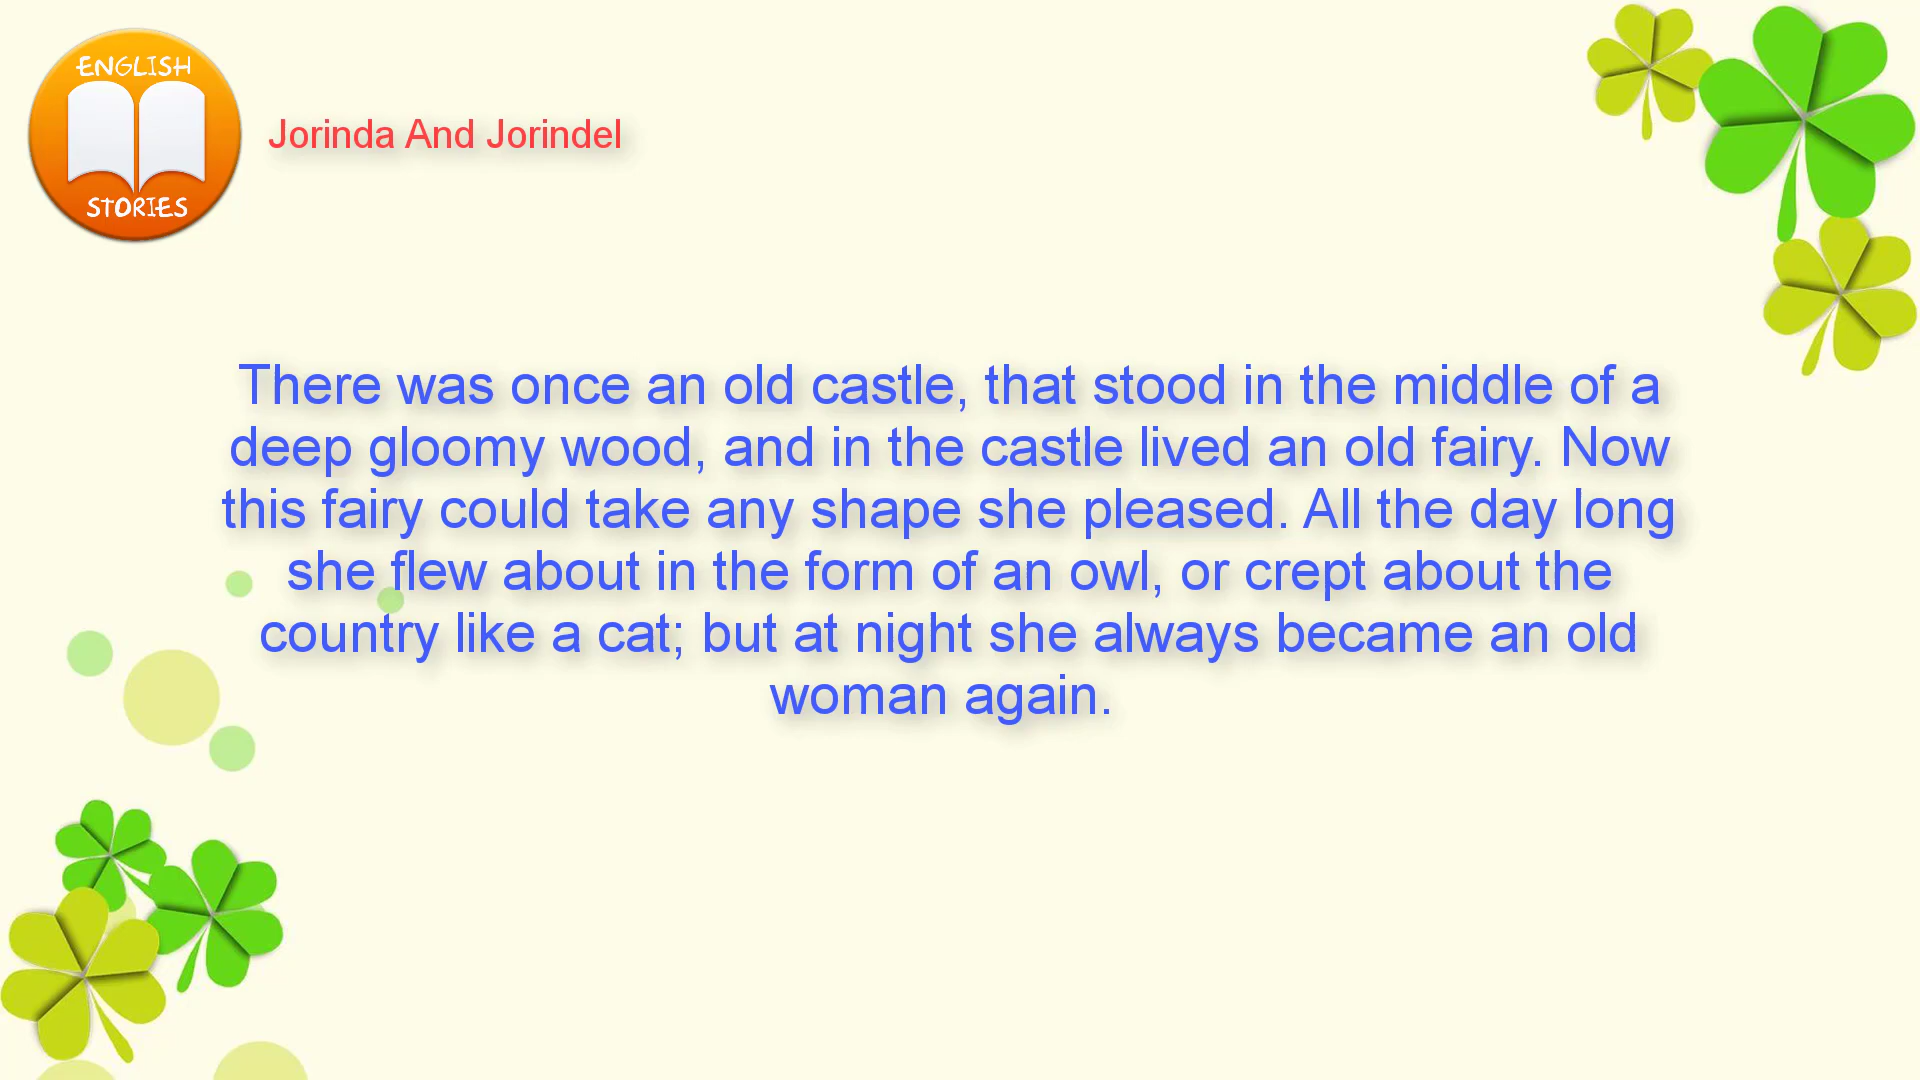 ENGLISH
STORIES
Jorinda And Jorindel
There was once an old castle, that stood in the middle of a
deep gloomy wood, and in the castle lived an old fairy. Now
this fairy could take any shape she pleased. All the day long
she flew about in the form of an owl, or crept about the
country like a cat; but at night she always became an old
woman again.